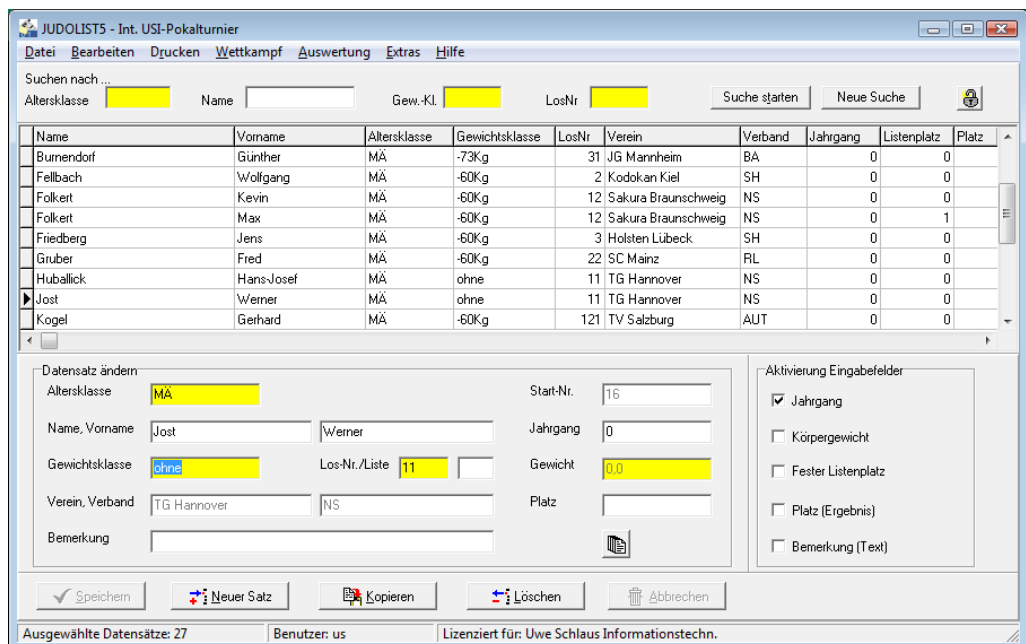 JUDOLIST5 - Int. USI-Pokalturnier
Datei Bearbeiten Drucken Wettkampf Auswertung Extras Hilfe
Suchen nach ...
Altersklasse Name Gew.-Kl. LosNr Suche starten Neue Suche
Name Vorname Altersklasse Gewichtsklasse LosNr Verein Verband Jahrgang Listenplatz Platz
Burnendorf Günther MÄ -73Kg 31 JG Mannheim BA 0 0
Fellbach Wolfgang MÄ -60Kg 2 Kodokan Kiel SH 0 0
Folkert Kevin MÄ -60Kg 12 Sakura Braunschweig NS 0 0
Folkert Max MÄ -60Kg 12 Sakura Braunschweig NS 0 1
Friedberg Jens MÄ -60Kg 3 Holsten Lübeck SH 0 0
Gruber Fred MÄ -60Kg 22 SC Mainz RL 0 0
Huballick Hans-Josef MÄ ohne 11 TG Hannover NS 0 0
Jost Werner MÄ ohne 11 TG Hannover NS 0 0
Kogel Gerhard MÄ -60Kg 121 TV Salzburg AUT 0 0
Datensatz ändern
Altersklasse MÄ Start-Nr. 16
Name, Vorname Jost Werner Jahrgang 0
Gewichtsklasse ohne Los-Nr./Liste 11 Gewicht 0,0
Verein, Verband TG Hannover NS Platz
Bemerkung
Aktivierung Eingabefelder
Jahrgang
Körpergewicht
Fester Listenplatz
Platz (Ergebnis)
Bemerkung (Text)
Speichern Neuer Satz Kopieren Löschen Abbrechen
Ausgewählte Datensätze: 27 Benutzer: us Lizenziert für: Uwe Schlaus Informationstechn.